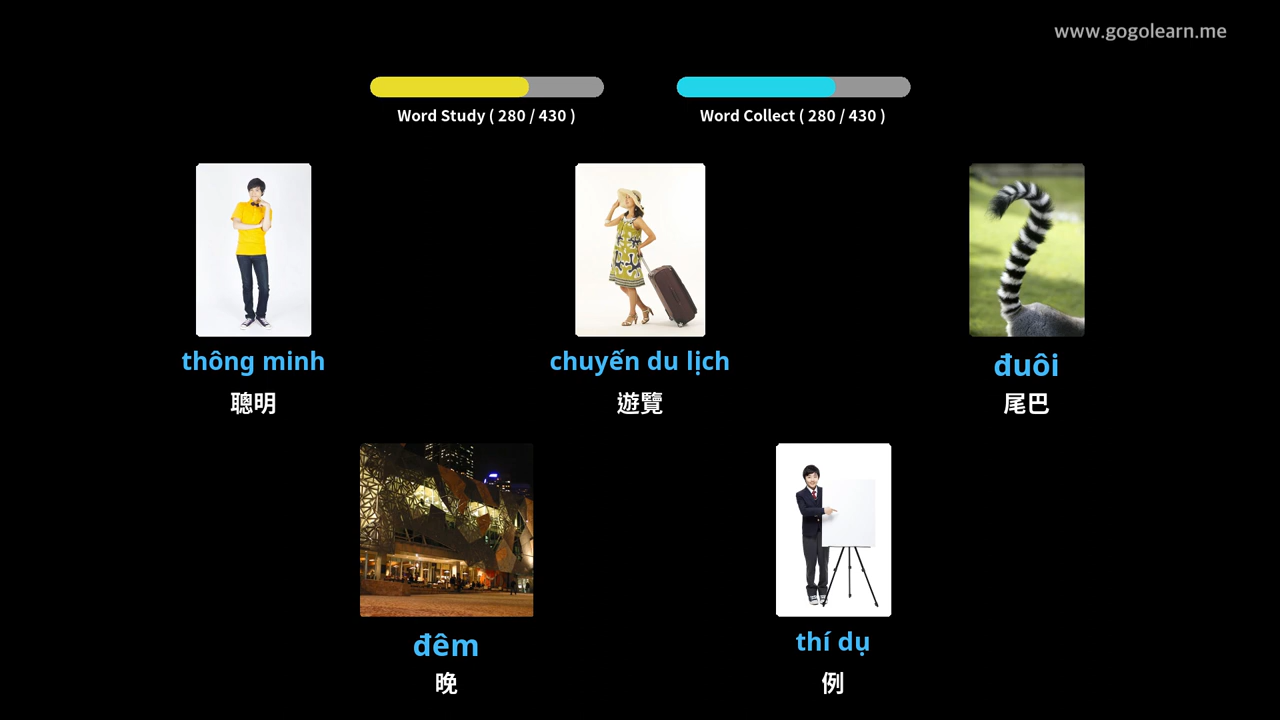 www.gogolearn.me
Word Study ( 280 / 430 )
Word Collect ( 280 / 430 )
thông minh
聰明
chuyến du lịch
遊覽
đuôi
尾巴
đêm
晚
thí dụ
例